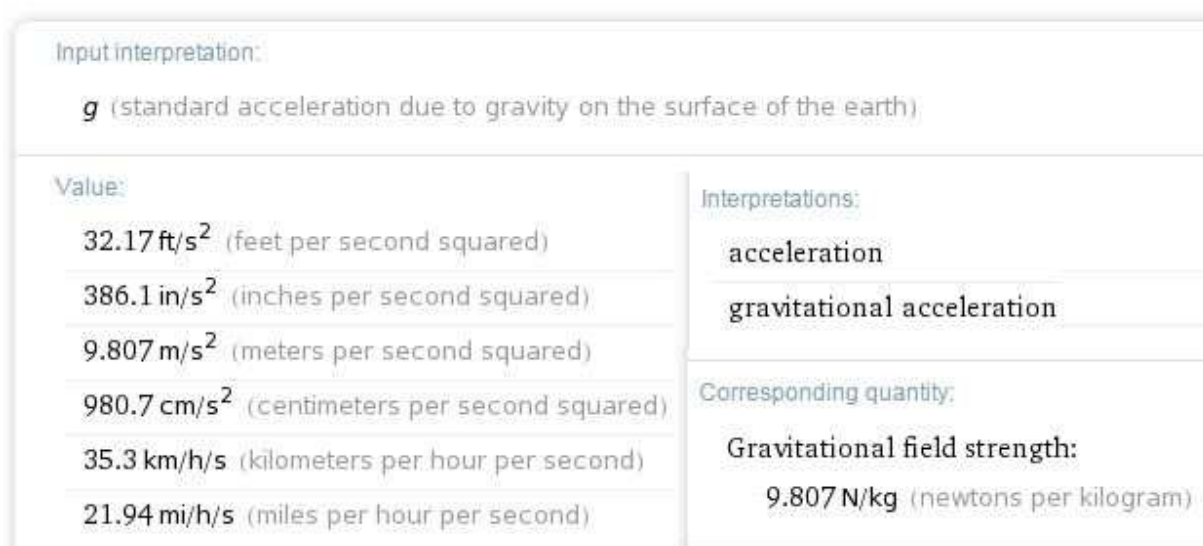 Input interpretation:
g (standard acceleration due to gravity on the surface of the earth)
Value:
32.17 ft/s² (feet per second squared)
386.1 in/s² (inches per second squared)
9.807 m/s² (meters per second squared)
980.7 cm/s² (centimeters per second squared)
35.3 km/h/s (kilometers per hour per second)
21.94 mi/h/s (miles per hour per second)
Interpretations:
acceleration
gravitational acceleration
Corresponding quantity:
Gravitational field strength:
9.807 N/kg (newtons per kilogram)